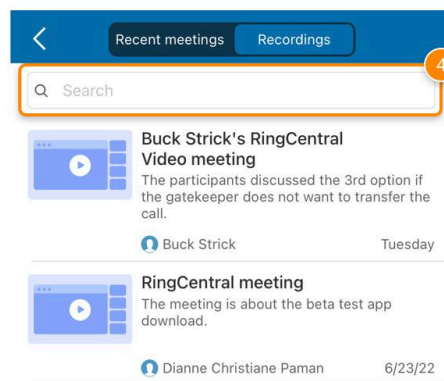 Recent meetings Recordings
4
Search
Buck Strick's RingCentral
Video meeting
The participants discussed the 3rd option if
the gatekeeper does not want to transfer the
call.
Buck Strick Tuesday
RingCentral meeting
The meeting is about the beta test app
download.
Dianne Christiane Paman 6/23/22